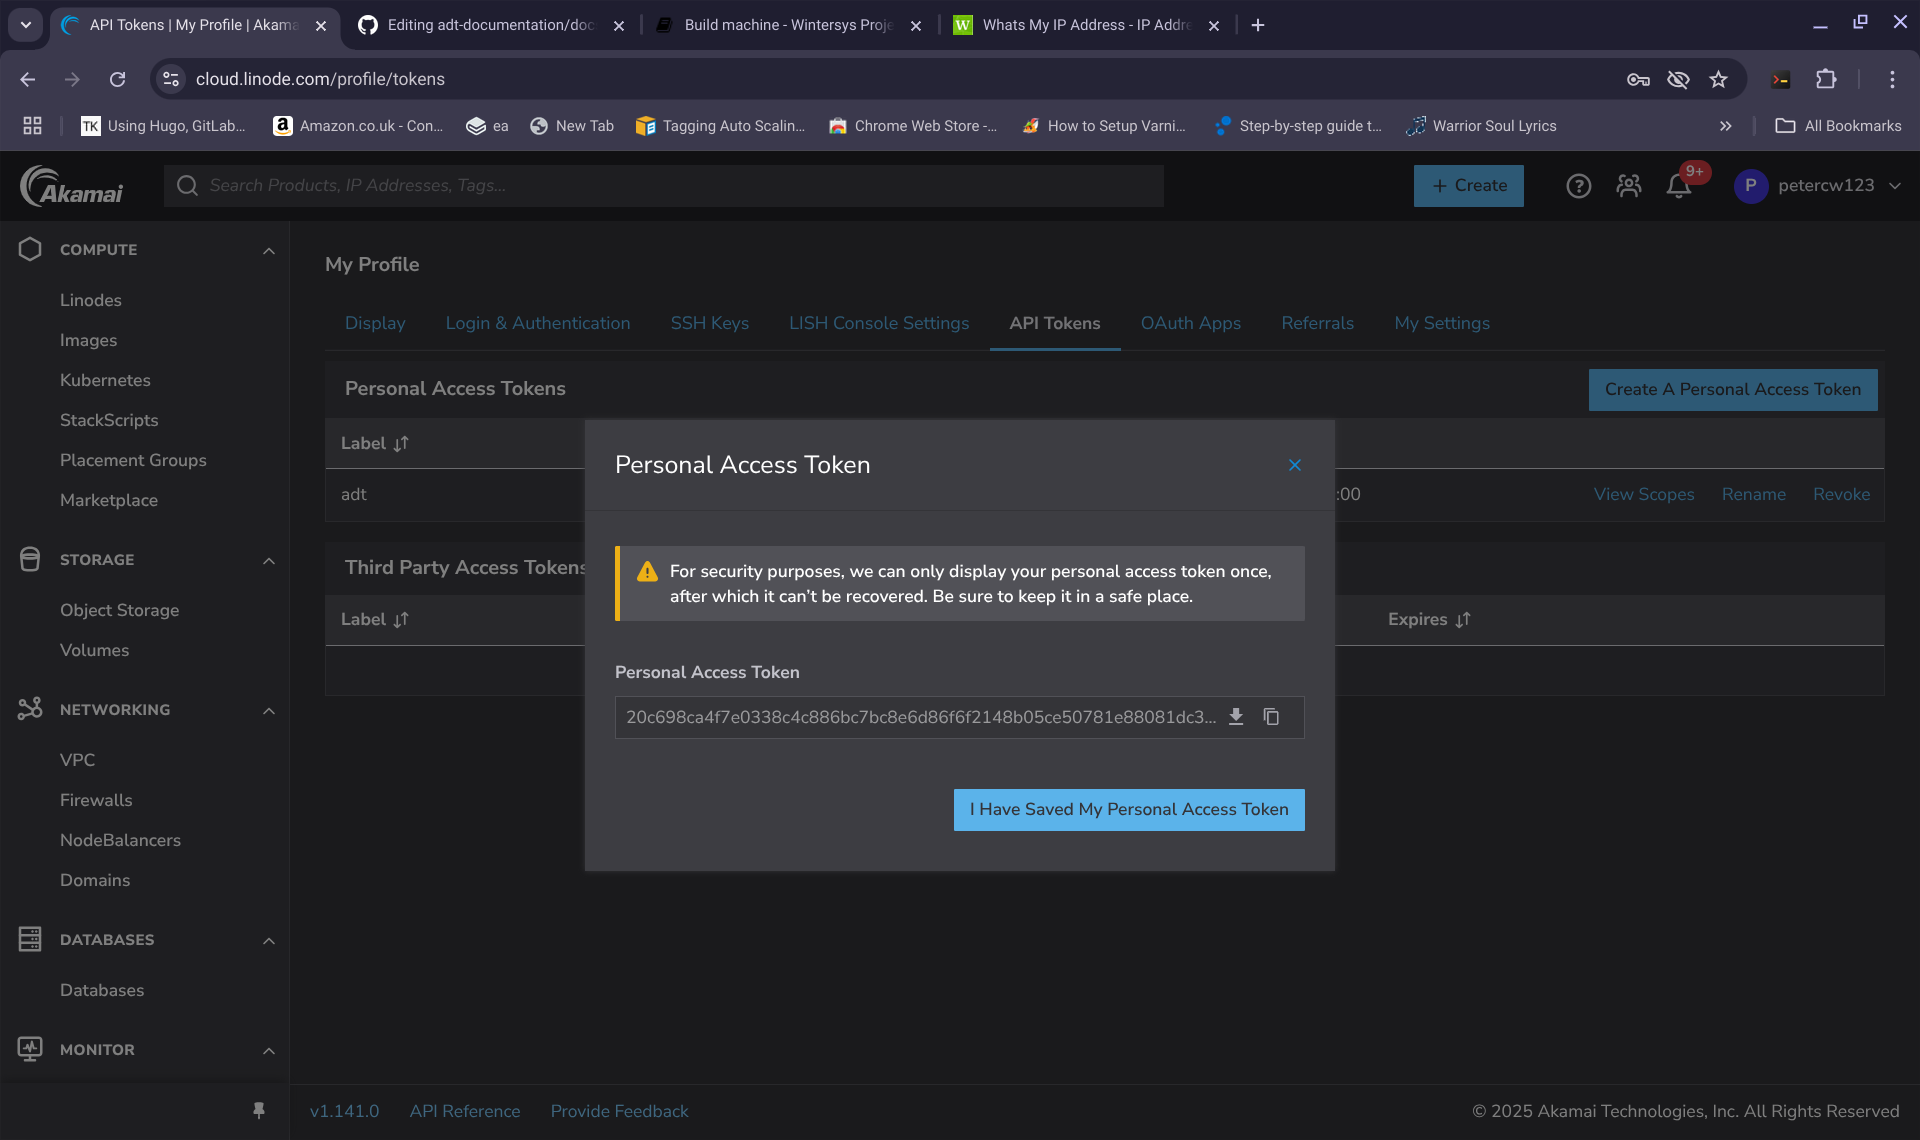 API Tokens | My Profile | Akama
Editing adt-documentation/doc
Build machine - Wintersys Proje
Whats My IP Address - IP Addre
cloud.linode.com/profile/tokens
Using Hugo, GitLab...
Amazon.co.uk - Con...
ea
New Tab
Tagging Auto Scalin...
Chrome Web Store -...
How to Setup Varni...
Step-by-step guide t...
Warrior Soul Lyrics
All Bookmarks
Akamai
Search Products, IP Addresses, Tags...
+ Create
9+
P
petercw123
COMPUTE
Linodes
Images
Kubernetes
StackScripts
Placement Groups
Marketplace
STORAGE
Object Storage
Volumes
NETWORKING
VPC
Firewalls
NodeBalancers
Domains
DATABASES
Databases
MONITOR
My Profile
Display
Login & Authentication
SSH Keys
LISH Console Settings
API Tokens
OAuth Apps
Referrals
My Settings
Personal Access Tokens
Create A Personal Access Token
Label
adt
:00
View Scopes
Rename
Revoke
Third Party Access Tokens
Label
Expires
Personal Access Token
For security purposes, we can only display your personal access token once,
after which it can't be recovered. Be sure to keep it in a safe place.
Personal Access Token
20c698ca4f7e0338c4c886bc7bc8e6d86f6f2148b05ce50781e88081dc3...
I Have Saved My Personal Access Token
v1.141.0
API Reference
Provide Feedback
© 2025 Akamai Technologies, Inc. All Rights Reserved